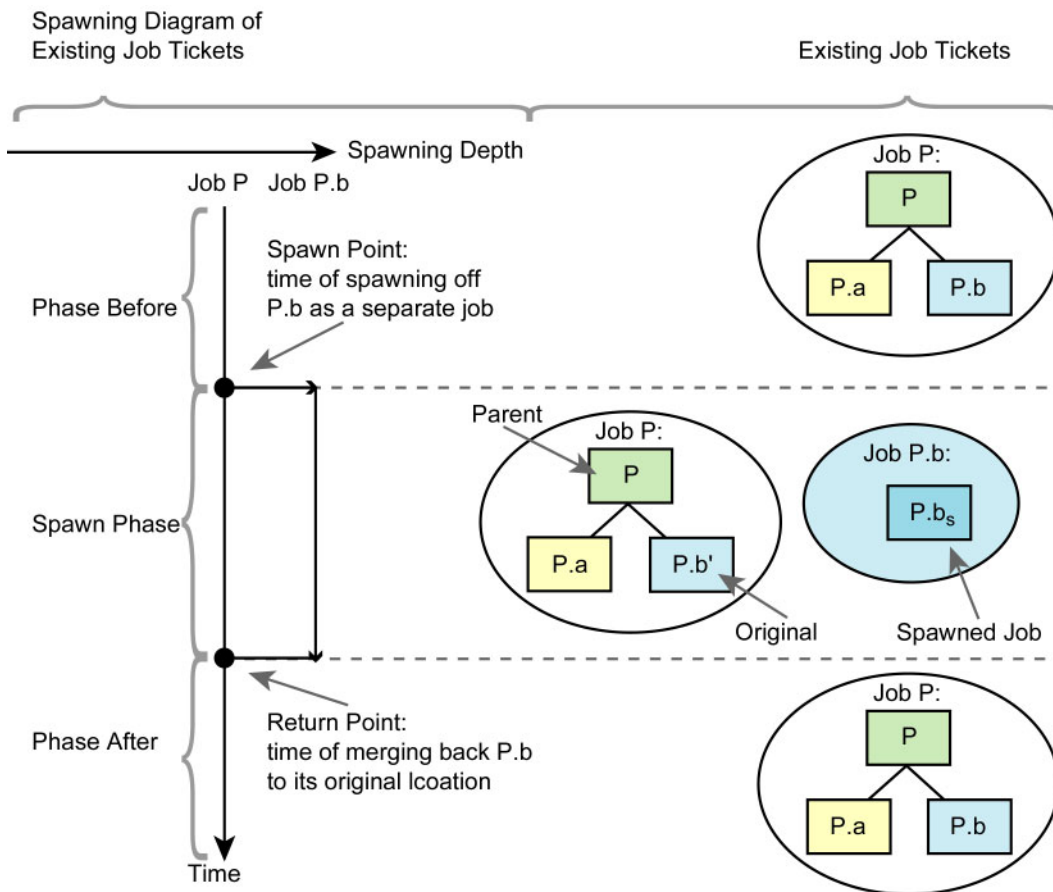 Spawning Diagram of
Existing Job Tickets
Existing Job Tickets
Spawning Depth
Job P
Job P.b
Job P:
P
P.a
P.b
Spawn Point:
time of spawning off
P.b as a separate job
Phase Before
Parent
Job P:
P
P.a
P.b'
Original
Job P.b:
P.bs
Spawned Job
Spawn Phase
Return Point:
time of merging back P.b
to its original lcoation
Phase After
Job P:
P
P.a
P.b
Time